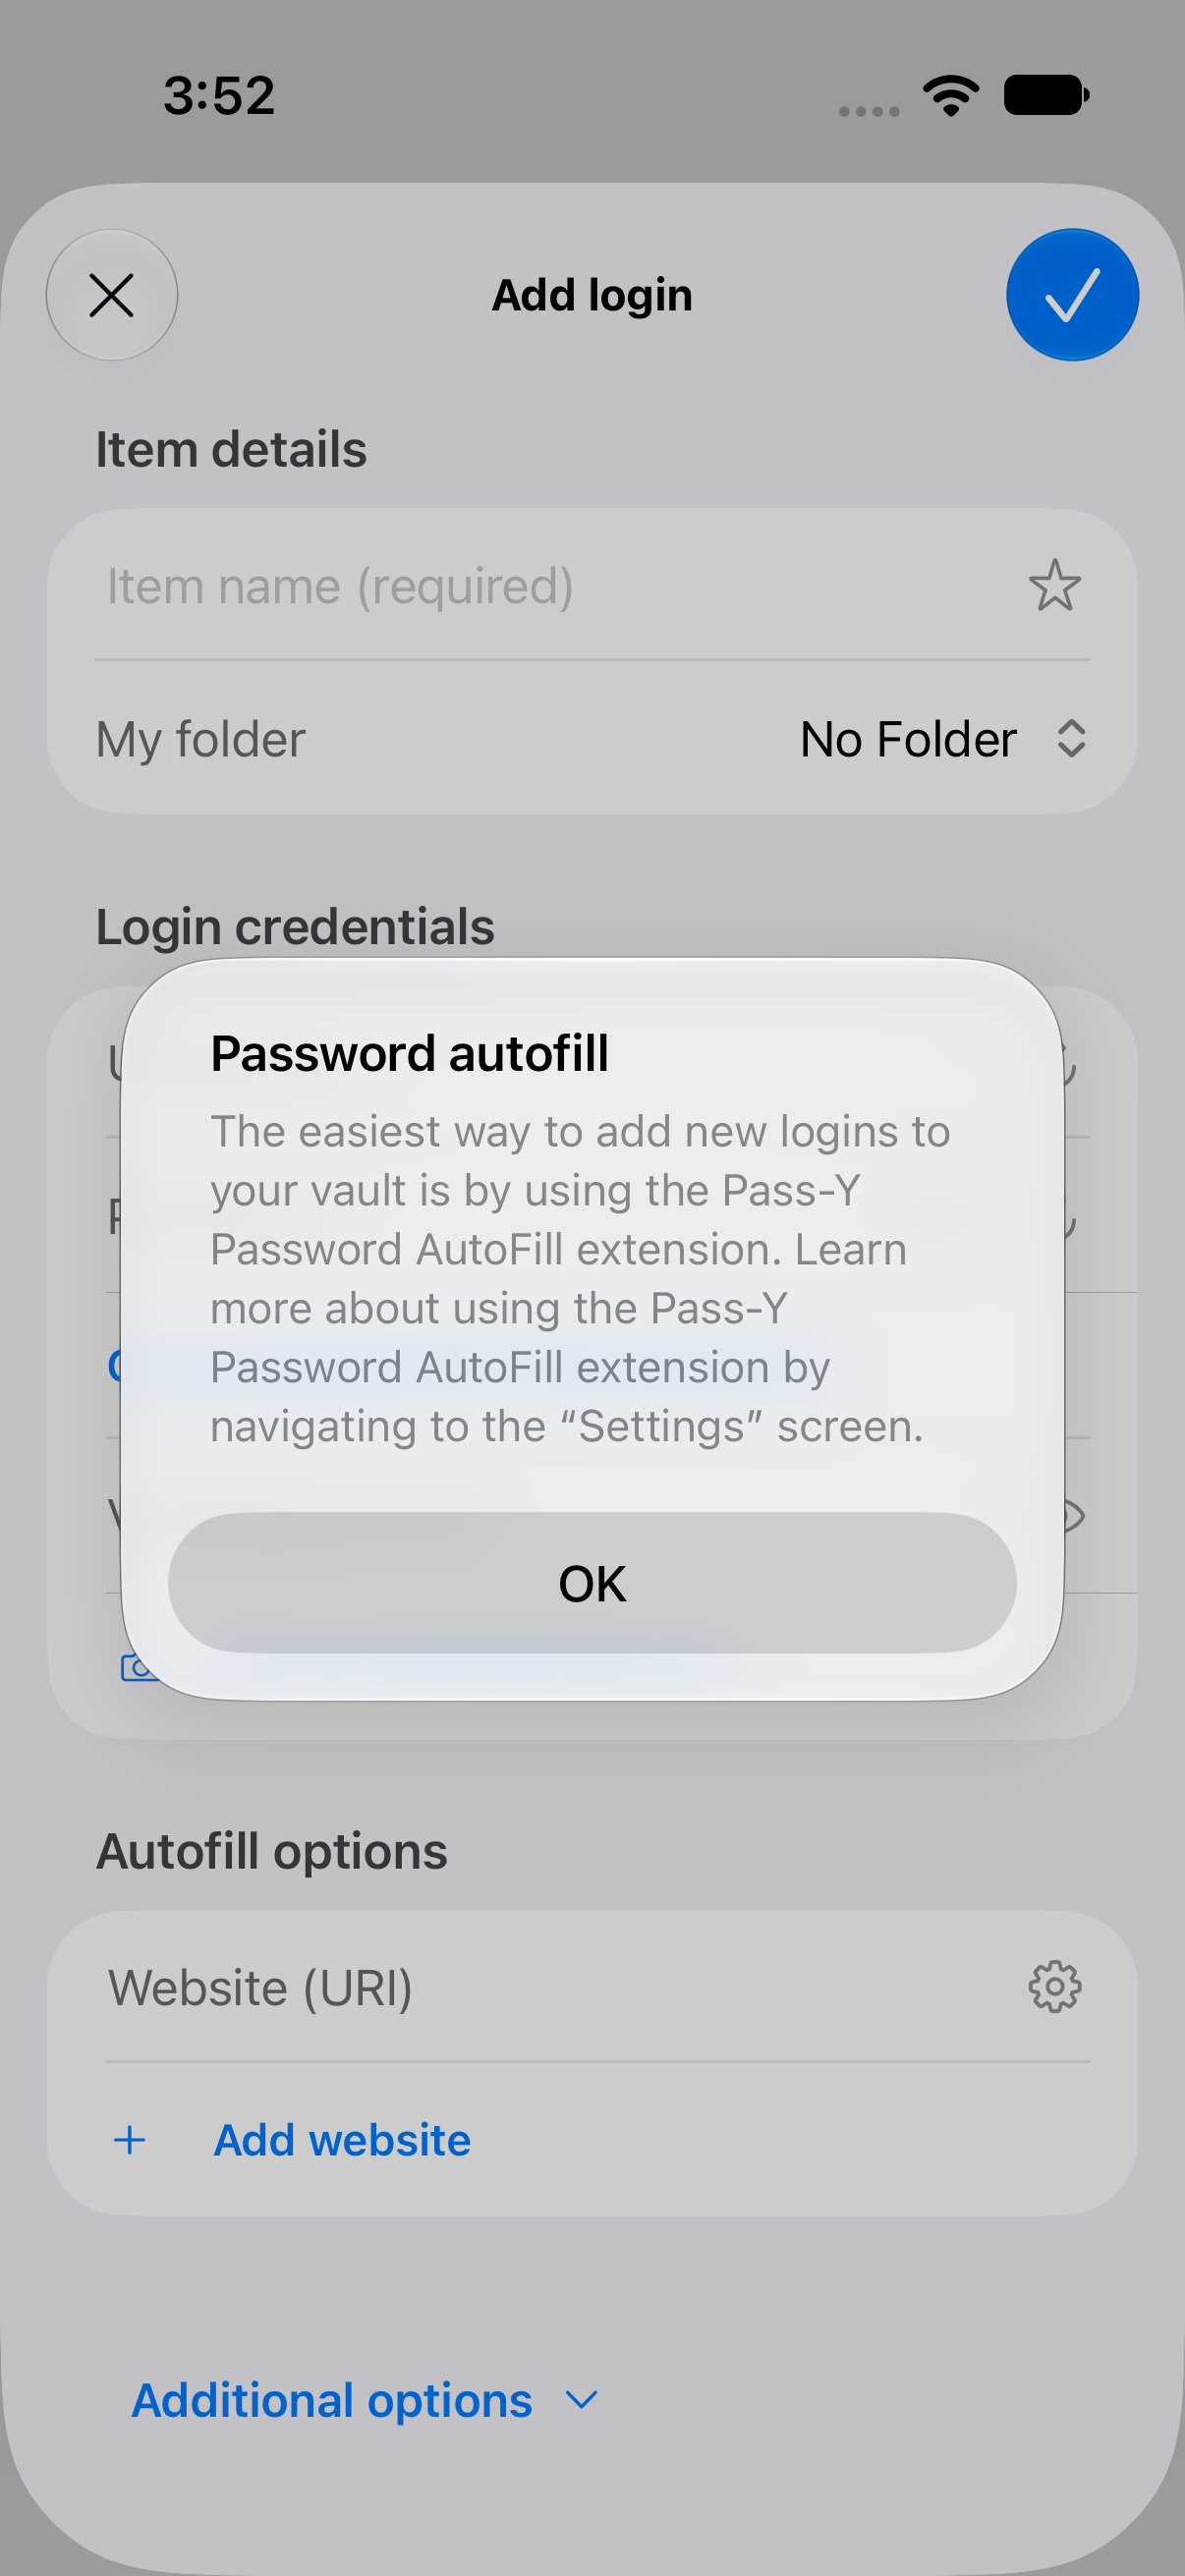 3:52
Add login
Item details
Item name (required)
My folder
No Folder
Login credentials
Password autofill
The easiest way to add new logins to
your vault is by using the Pass-Y
Password AutoFill extension. Learn
more about using the Pass-Y
Password AutoFill extension by
navigating to the “Settings” screen.
OK
Autofill options
Website (URI)
Add website
Additional options